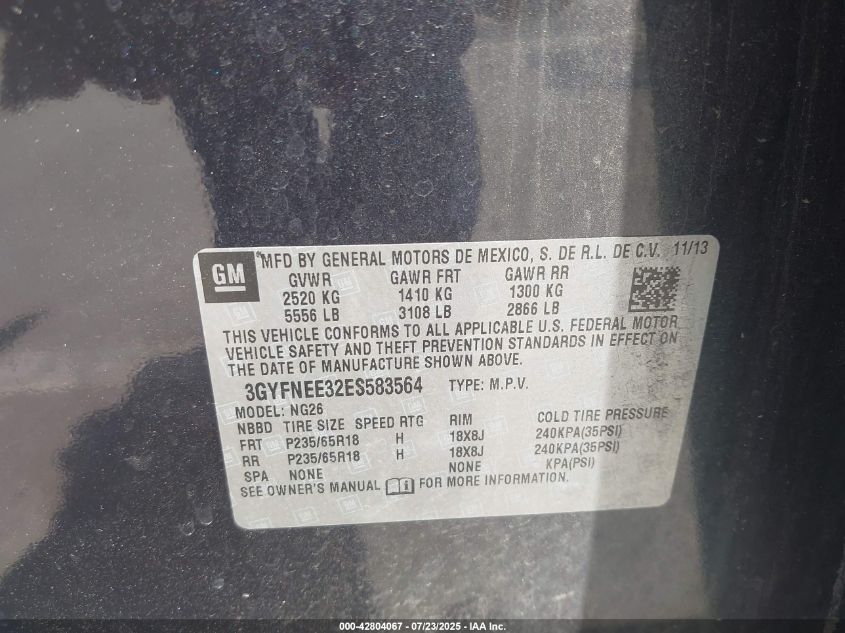 GM
*MFD BY GENERAL MOTORS DE MEXICO, S. DE R.L. DE C.V. 11/13
GVWR GAWR FRT GAWR RR
2520 KG 1410 KG 1300 KG
5556 LB 3108 LB 2866 LB
THIS VEHICLE CONFORMS TO ALL APPLICABLE U.S. FEDERAL MOTOR
VEHICLE SAFETY AND THEFT PREVENTION STANDARDS IN EFFECT ON
THE DATE OF MANUFACTURE SHOWN ABOVE.
3GYFNEE32ES583564 TYPE: M.P.V.
MODEL: NG26
NBBD TIRE SIZE SPEED RTG RIM COLD TIRE PRESSURE
FRT P235/65R18 H 18X8J 240KPA(35PSI)
RR P235/65R18 H 18X8J 240KPA(35PSI)
SPA NONE NONE KPA(PSI)
SEE OWNER'S MANUAL FOR MORE INFORMATION.
000-42804067 - 07/23/2025 - IAA Inc.